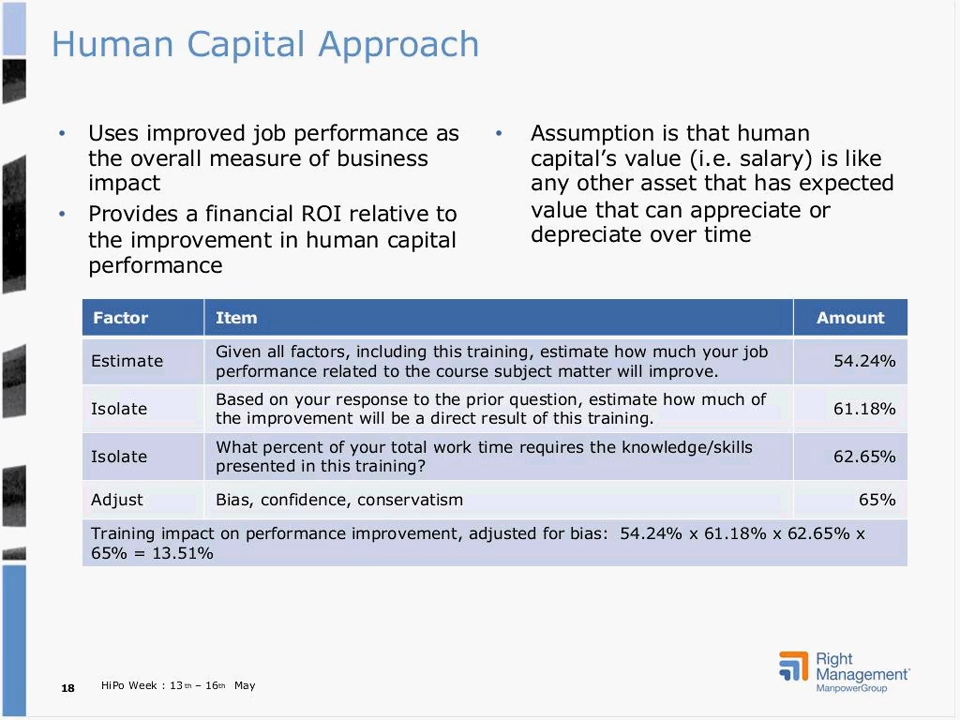 Human Capital Approach
• Uses improved job performance as
the overall measure of business
impact
• Provides a financial ROI relative to
the improvement in human capital
performance
• Assumption is that human
capital’s value (i.e. salary) is like
any other asset that has expected
value that can appreciate or
depreciate over time
Factor Item Amount
Estimate Given all factors, including this training, estimate how much your job
performance related to the course subject matter will improve. 54.24%
Isolate Based on your response to the prior question, estimate how much of
the improvement will be a direct result of this training. 61.18%
Isolate What percent of your total work time requires the knowledge/skills
presented in this training? 62.65%
Adjust Bias, confidence, conservatism 65%
Training impact on performance improvement, adjusted for bias: 54.24% x 61.18% x 62.65% x
65% = 13.51%
18 HiPo Week : 13th – 16th May
Right
Management
ManpowerGroup